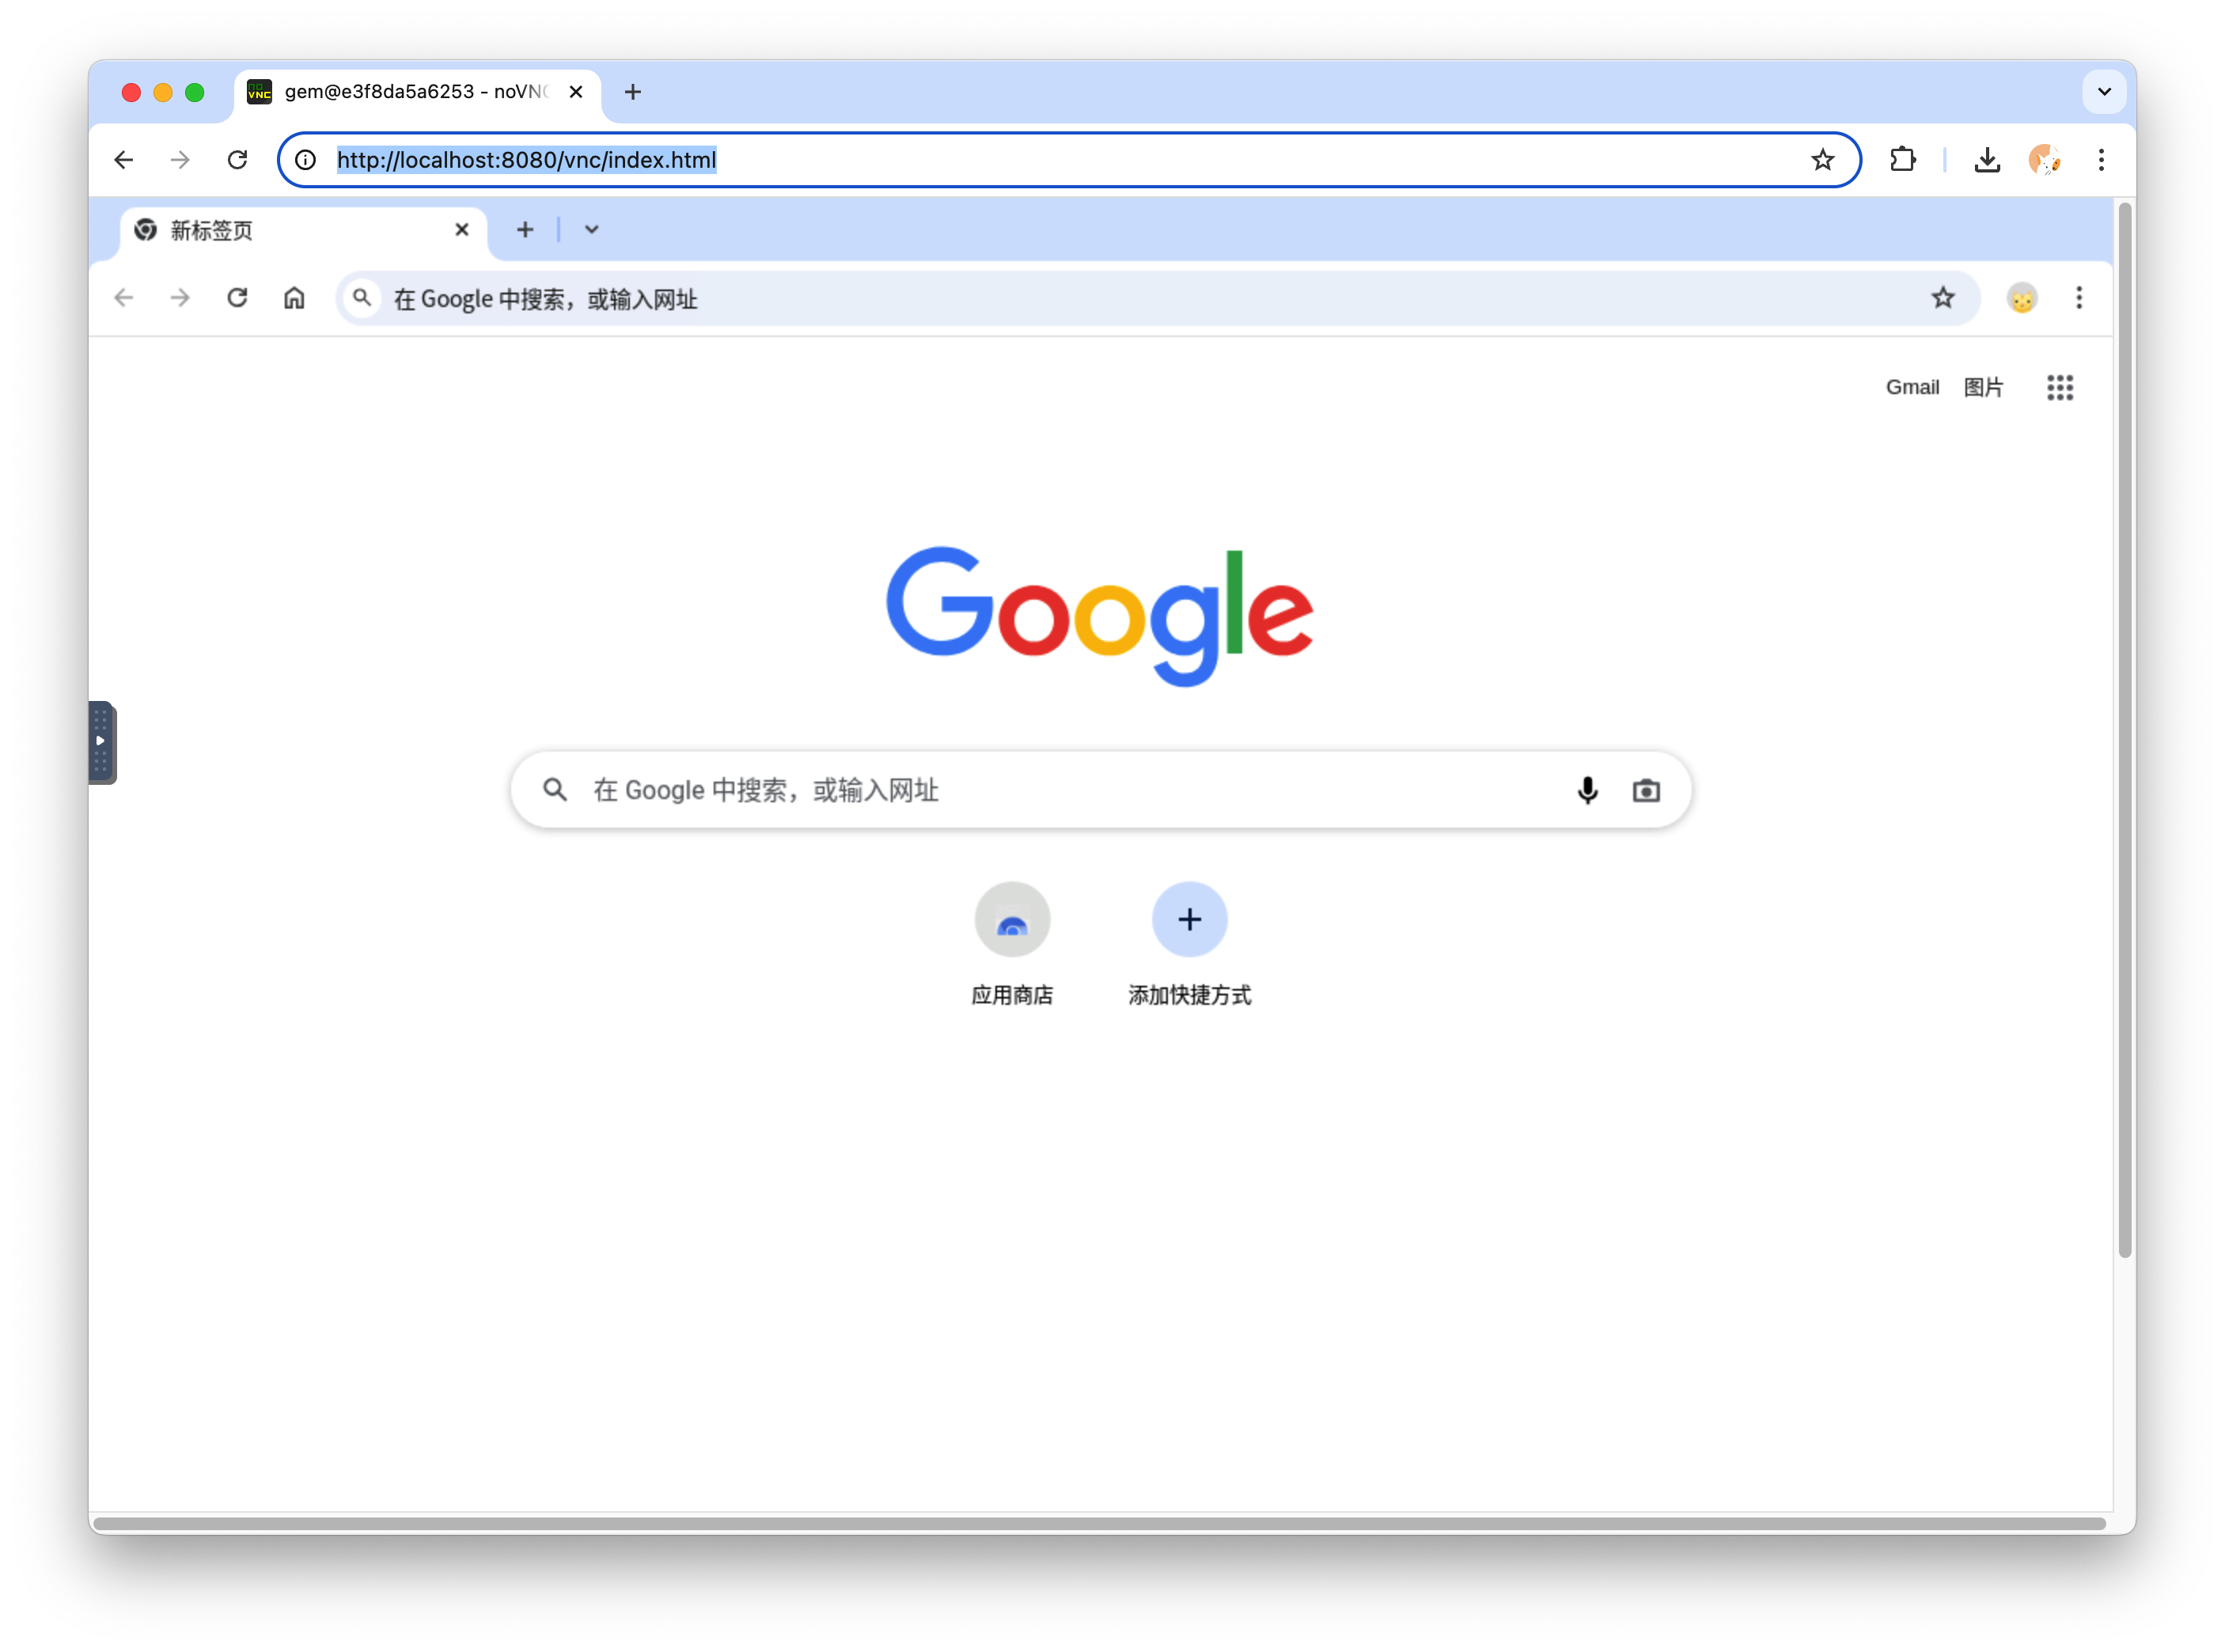 gem@e3f8da5a6253 - noVNC
http://localhost:8080/vnc/index.html
新标签页
在 Google 中搜索，或输入网址
Gmail 图片
Google
在 Google 中搜索，或输入网址
应用商店 添加快捷方式